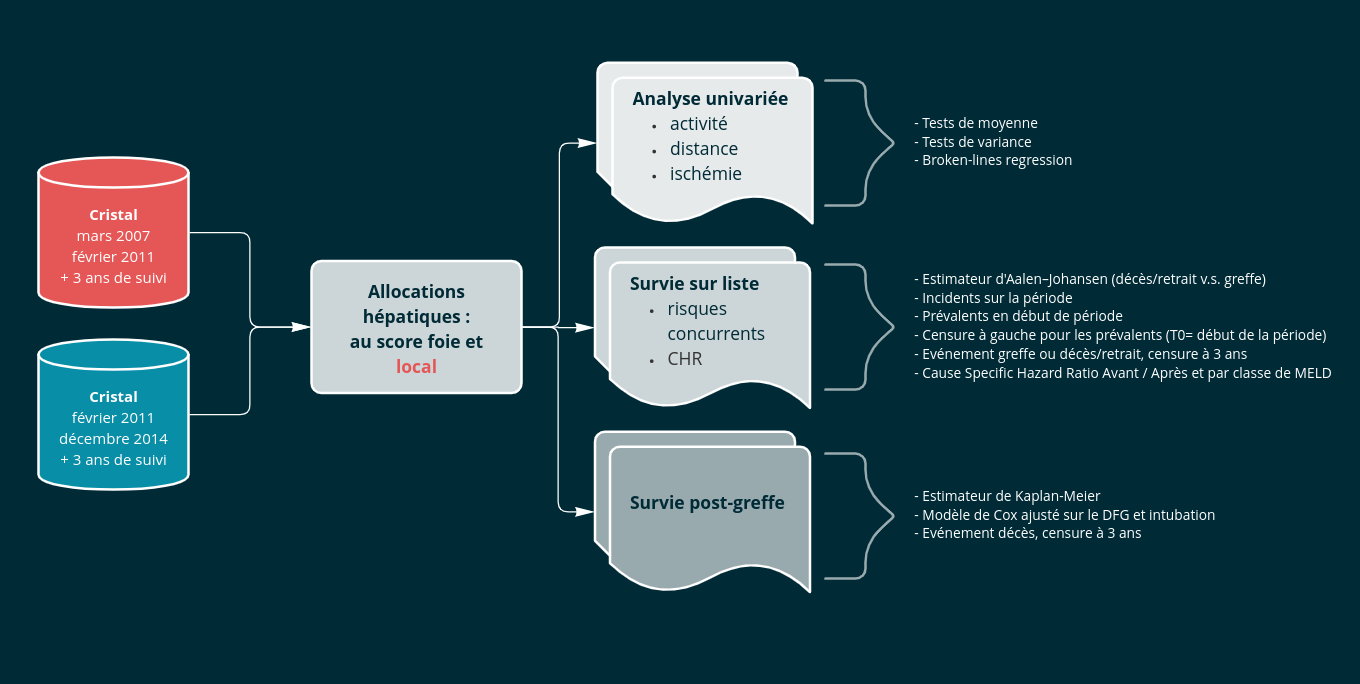 Cristal
mars 2007
février 2011
+ 3 ans de suivi
Cristal
février 2011
décembre 2014
+ 3 ans de suivi
Allocations
hépatiques :
au score foie et
local
Analyse univariée
• activité
• distance
• ischémie
- Tests de moyenne
- Tests de variance
- Broken-lines regression
Survie sur liste
• risques
concurrents
• CHR
- Estimateur d'Aalen–Johansen (décès/retrait v.s. greffe)
- Incidents sur la période
- Prévalents en début de période
- Censure à gauche pour les prévalents (T0= début de la période)
- Evénement greffe ou décès/retrait, censure à 3 ans
- Cause Specific Hazard Ratio Avant / Après et par classe de MELD
Survie post-greffe
- Estimateur de Kaplan-Meier
- Modèle de Cox ajusté sur le DFG et intubation
- Evénement décès, censure à 3 ans